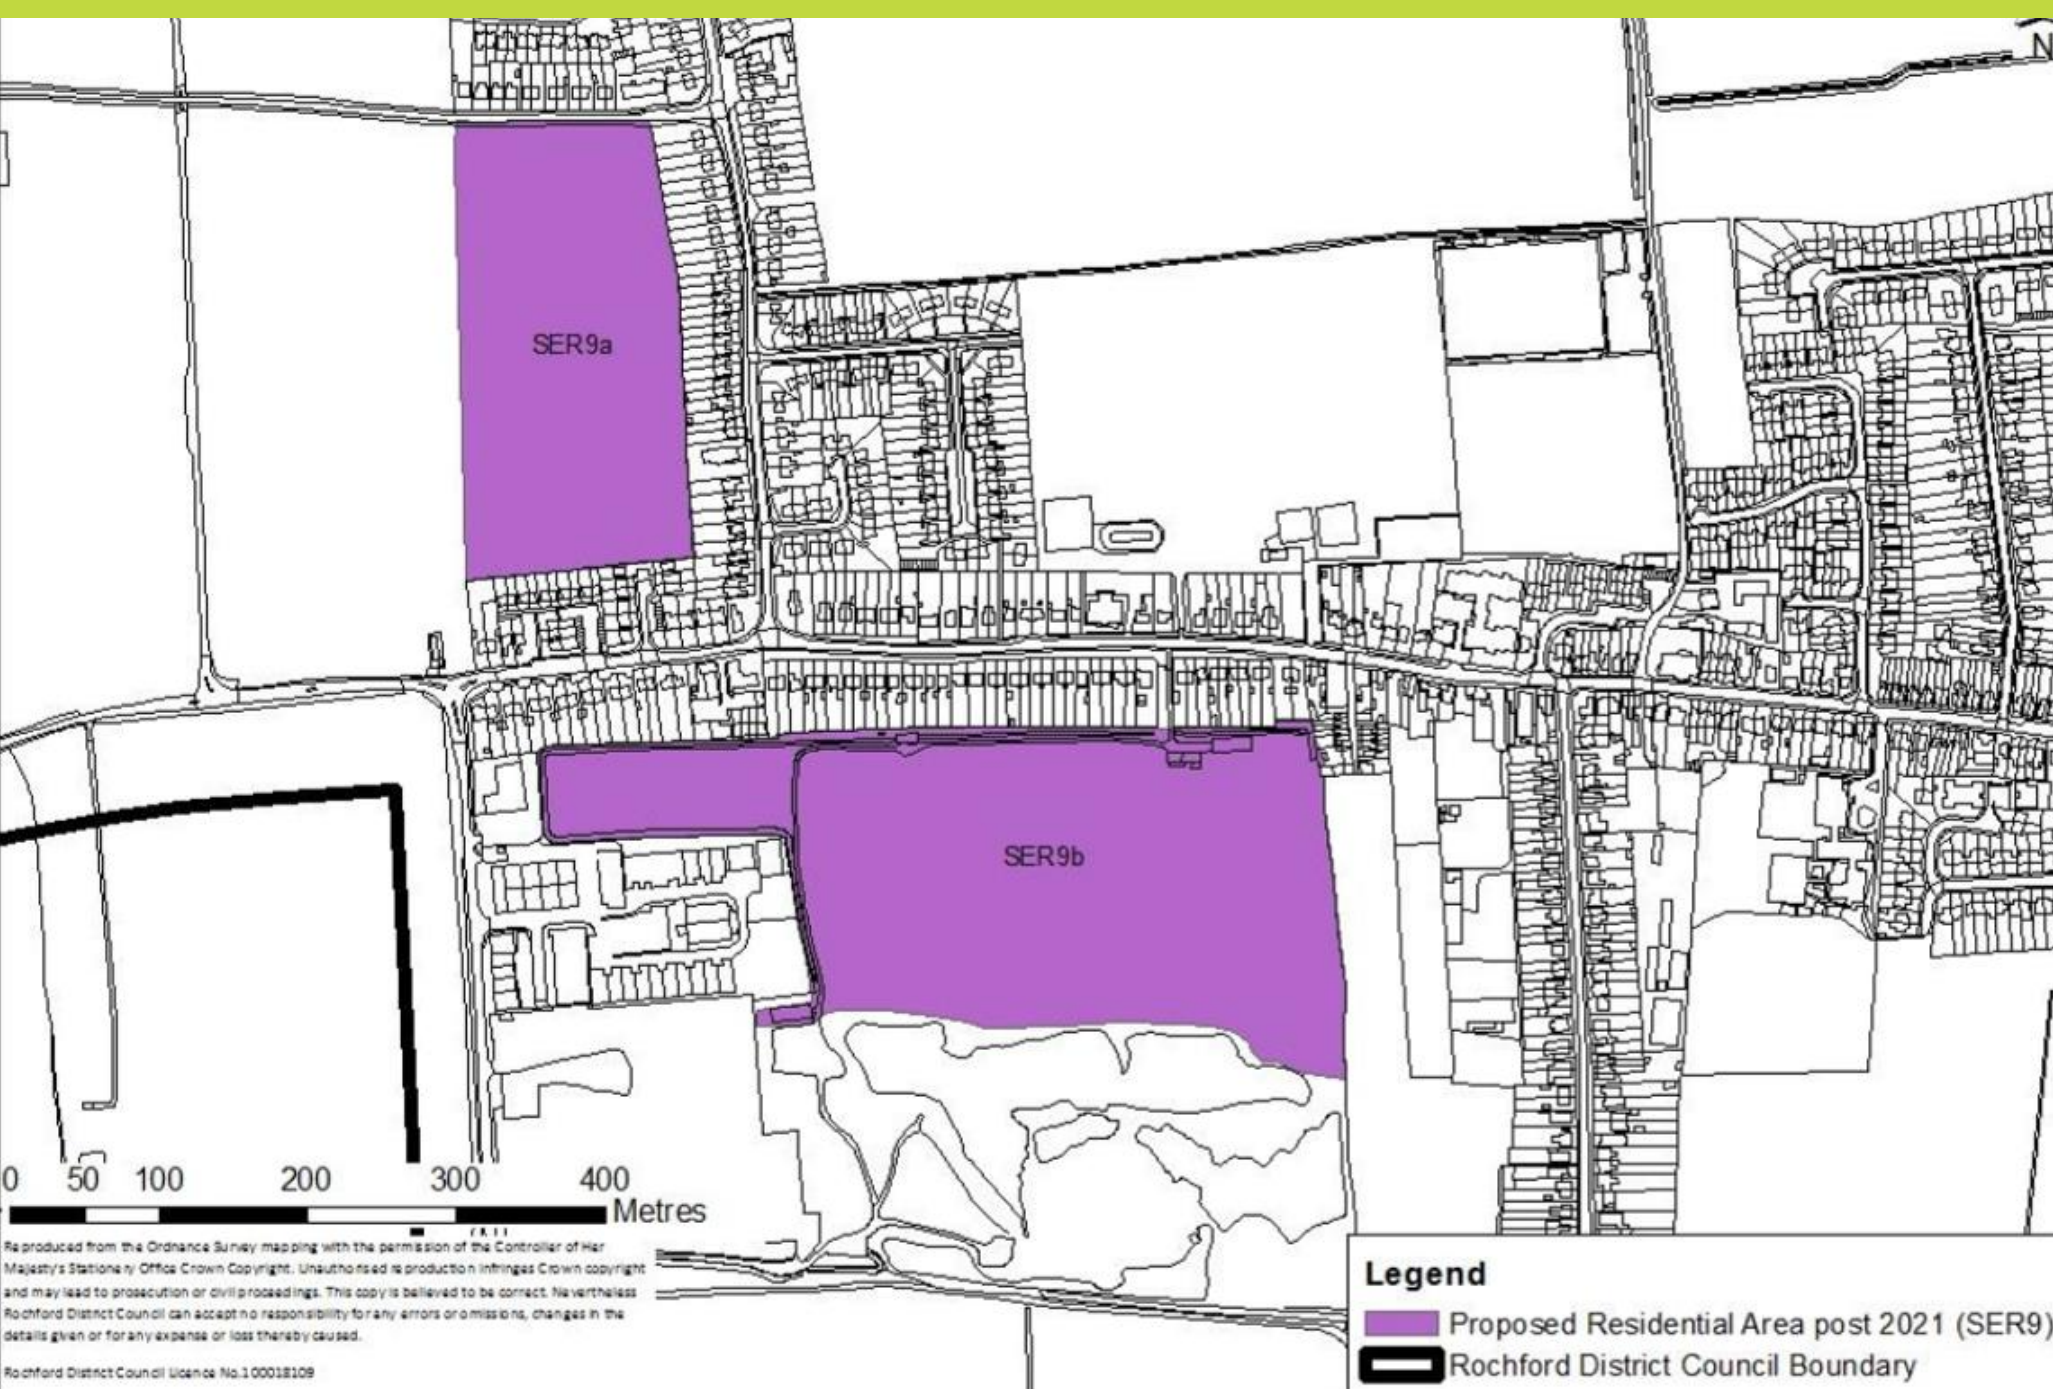 N
SER9a
SER9b
0 50 100 200 300 400
Metres
Reproduced from the Ordnance Survey mapping with the permission of the Controller of Her
Majesty's Stationery Office Crown Copyright. Unauthorised reproduction infringes Crown copyright
and may lead to prosecution or civil proceedings. This copy is believed to be correct. Nevertheless
Rochford District Council can accept no responsibility for any errors or omissions, changes in the
details given or for any expense or loss thereby caused.
Rochford District Council Licence No.100018109
Legend
Proposed Residential Area post 2021 (SER9)
Rochford District Council Boundary